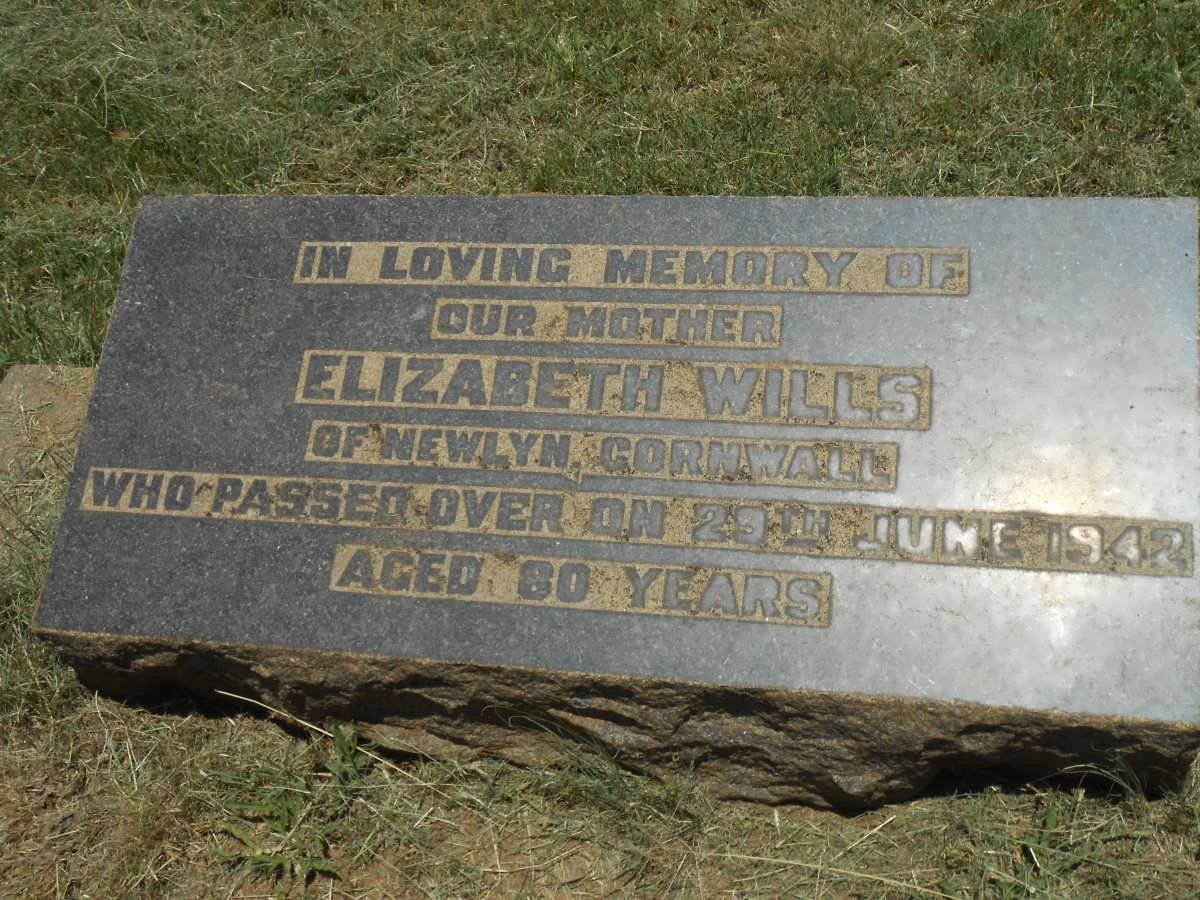 IN LOVING MEMORY OF
OUR MOTHER
ELIZABETH WILLS
OF NEWLYN, CORNWALL
WHO PASSED OVER ON 29TH JUNE 1942
AGED 80 YEARS